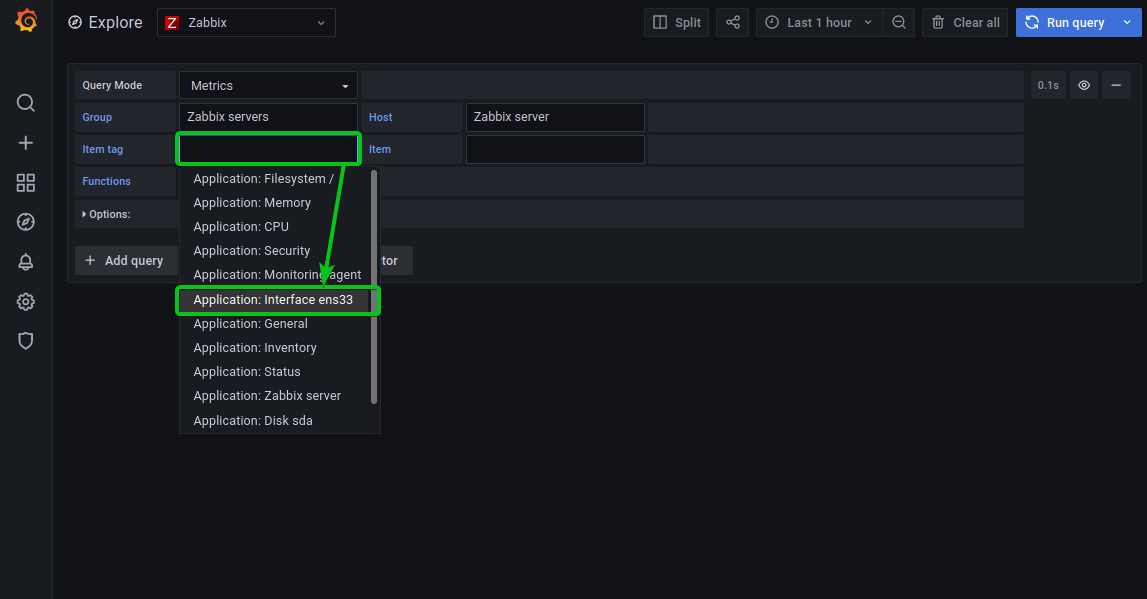 Explore
Z Zabbix
Split
Last 1 hour
Clear all
Run query
Query Mode
Metrics
0.1s
Group
Zabbix servers
Host
Zabbix server
Item tag
Item
Functions
Options:
Add query
tor
Application: Filesystem /
Application: Memory
Application: CPU
Application: Security
Application: Monitoring agent
Application: Interface ens33
Application: General
Application: Inventory
Application: Status
Application: Zabbix server
Application: Disk sda